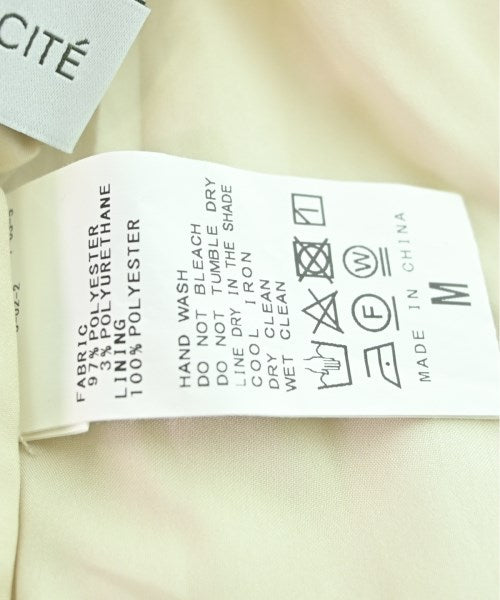 CITÉ
FABRIC
97% POLYESTER
3% POLYURETHANE
LINING
100% POLYESTER
HAND WASH
DO NOT BLEACH
DO NOT TUMBLE DRY
LINE DRY IN THE SHADE
COOL IRON
DRY CLEAN
WET CLEAN
F W
MADE IN CHINA
M